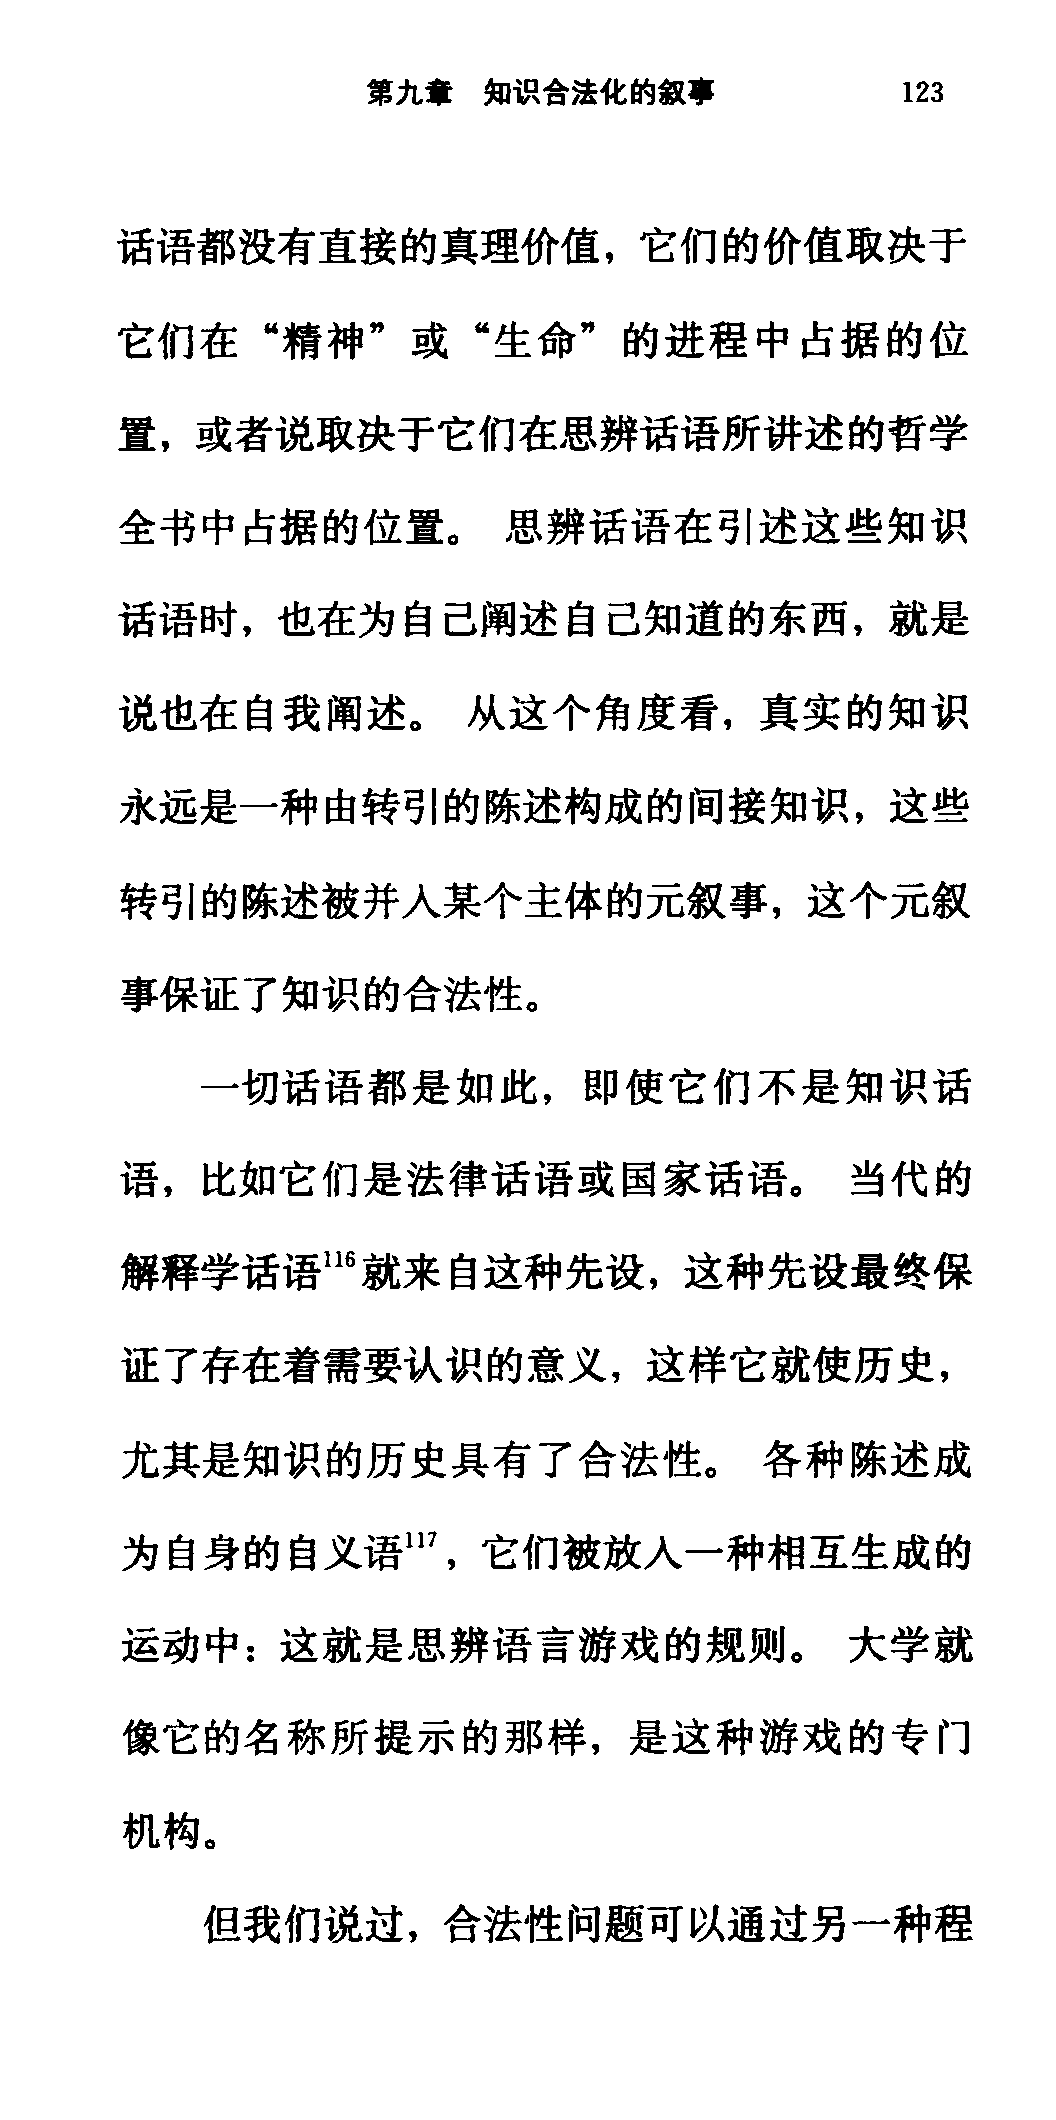 第九章 知识合法化的叙事 123
话语都没有直接的真理价值，它们的价值取决于
它们在“精神”或“生命”的进程中占据的位
置，或者说取决于它们在思辨话语所讲述的哲学
全书中占据的位置。 思辨话语在引述这些知识
话语时，也在为自己阐述自己知道的东西，就是
说也在自我阐述。 从这个角度看，真实的知识
永远是一种由转引的陈述构成的间接知识，这些
转引的陈述被并入某个主体的元叙事，这个元叙
事保证了知识的合法性。
一切话语都是如此，即使它们不是知识话
语，比如它们是法律话语或国家话语。 当代的
解释学话语116就来自这种先设，这种先设最终保
证了存在着需要认识的意义，这样它就使历史，
尤其是知识的历史具有了合法性。 各种陈述成
为自身的自义语117，它们被放入一种相互生成的
运动中：这就是思辨语言游戏的规则。 大学就
像它的名称所提示的那样，是这种游戏的专门
机构。
但我们说过，合法性问题可以通过另一种程